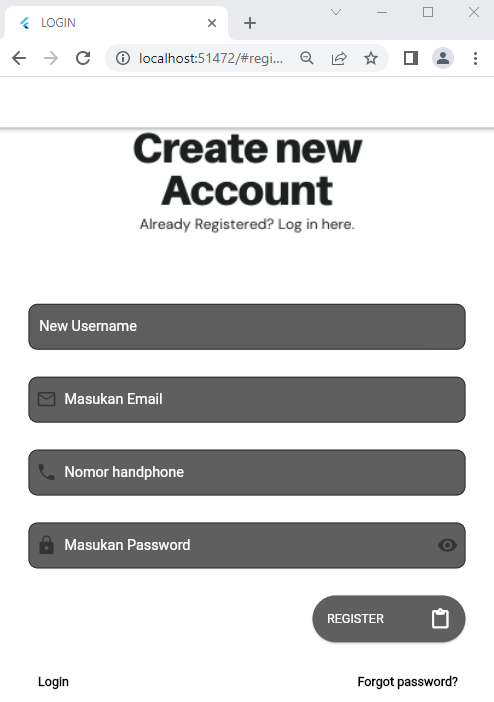 LOGIN
localhost:51472/#regi...
Create new
Account
Already Registered? Log in here.
New Username
Masukan Email
Nomor handphone
Masukan Password
REGISTER
Login
Forgot password?